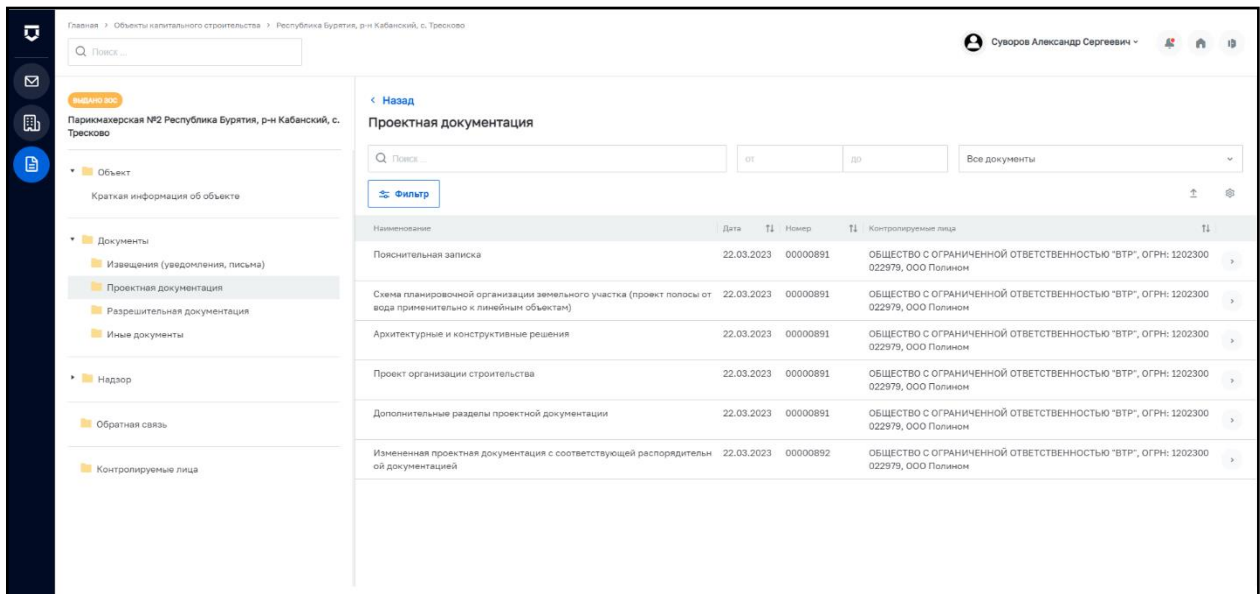 Главная > Объекты капитального строительства > Республика Бурятия, р-н Кабанский, с. Тресково
Поиск ...
Суворов Александр Сергеевич
ВЫДАНО ЗОС
Парикмахерская №2 Республика Бурятия, р-н Кабанский, с.
Тресково
Объект
Краткая информация об объекте
Документы
Извещения (уведомления, письма)
Проектная документация
Разрешительная документация
Иные документы
Надзор
Обратная связь
Контролируемые лица
< Назад
Проектная документация
Поиск ...
от
до
Все документы
Фильтр
Наименование Дата Номер Контролируемые лица
Пояснительная записка 22.03.2023 00000891 ОБЩЕСТВО С ОГРАНИЧЕННОЙ ОТВЕТСТВЕННОСТЬЮ "ВТР", ОГРН: 1202300
022979, ООО Полином
Схема планировочной организации земельного участка (проект полосы от 22.03.2023 00000891 ОБЩЕСТВО С ОГРАНИЧЕННОЙ ОТВЕТСТВЕННОСТЬЮ "ВТР", ОГРН: 1202300
вода применительно к линейным объектам) 022979, ООО Полином
Архитектурные и конструктивные решения 22.03.2023 00000891 ОБЩЕСТВО С ОГРАНИЧЕННОЙ ОТВЕТСТВЕННОСТЬЮ "ВТР", ОГРН: 1202300
022979, ООО Полином
Проект организации строительства 22.03.2023 00000891 ОБЩЕСТВО С ОГРАНИЧЕННОЙ ОТВЕТСТВЕННОСТЬЮ "ВТР", ОГРН: 1202300
022979, ООО Полином
Дополнительные разделы проектной документации 22.03.2023 00000891 ОБЩЕСТВО С ОГРАНИЧЕННОЙ ОТВЕТСТВЕННОСТЬЮ "ВТР", ОГРН: 1202300
022979, ООО Полином
Измененная проектная документация с соответствующей распорядительн 22.03.2023 00000892 ОБЩЕСТВО С ОГРАНИЧЕННОЙ ОТВЕТСТВЕННОСТЬЮ "ВТР", ОГРН: 1202300
ой документацией 022979, ООО Полином